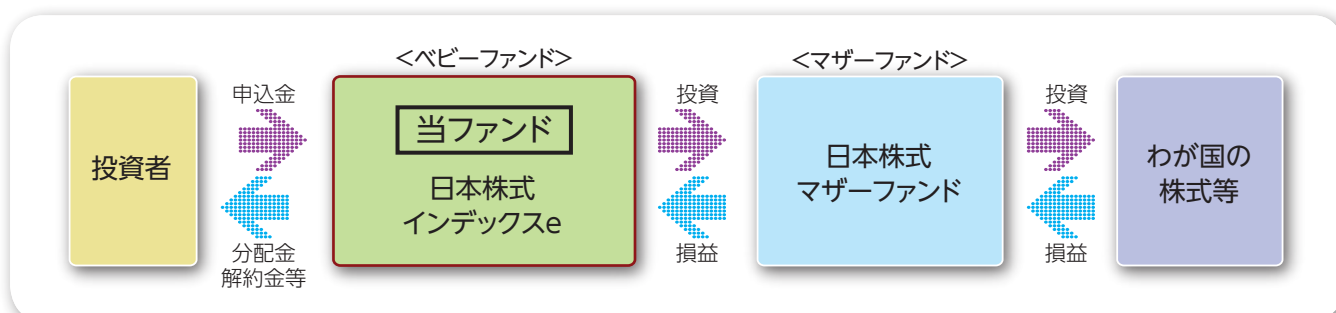 <ベビーファンド>
<マザーファンド>
投資者
申込金
分配金
解約金等
当ファンド
日本株式
インデックスe
投資
損益
日本株式
マザーファンド
投資
損益
わが国の
株式等